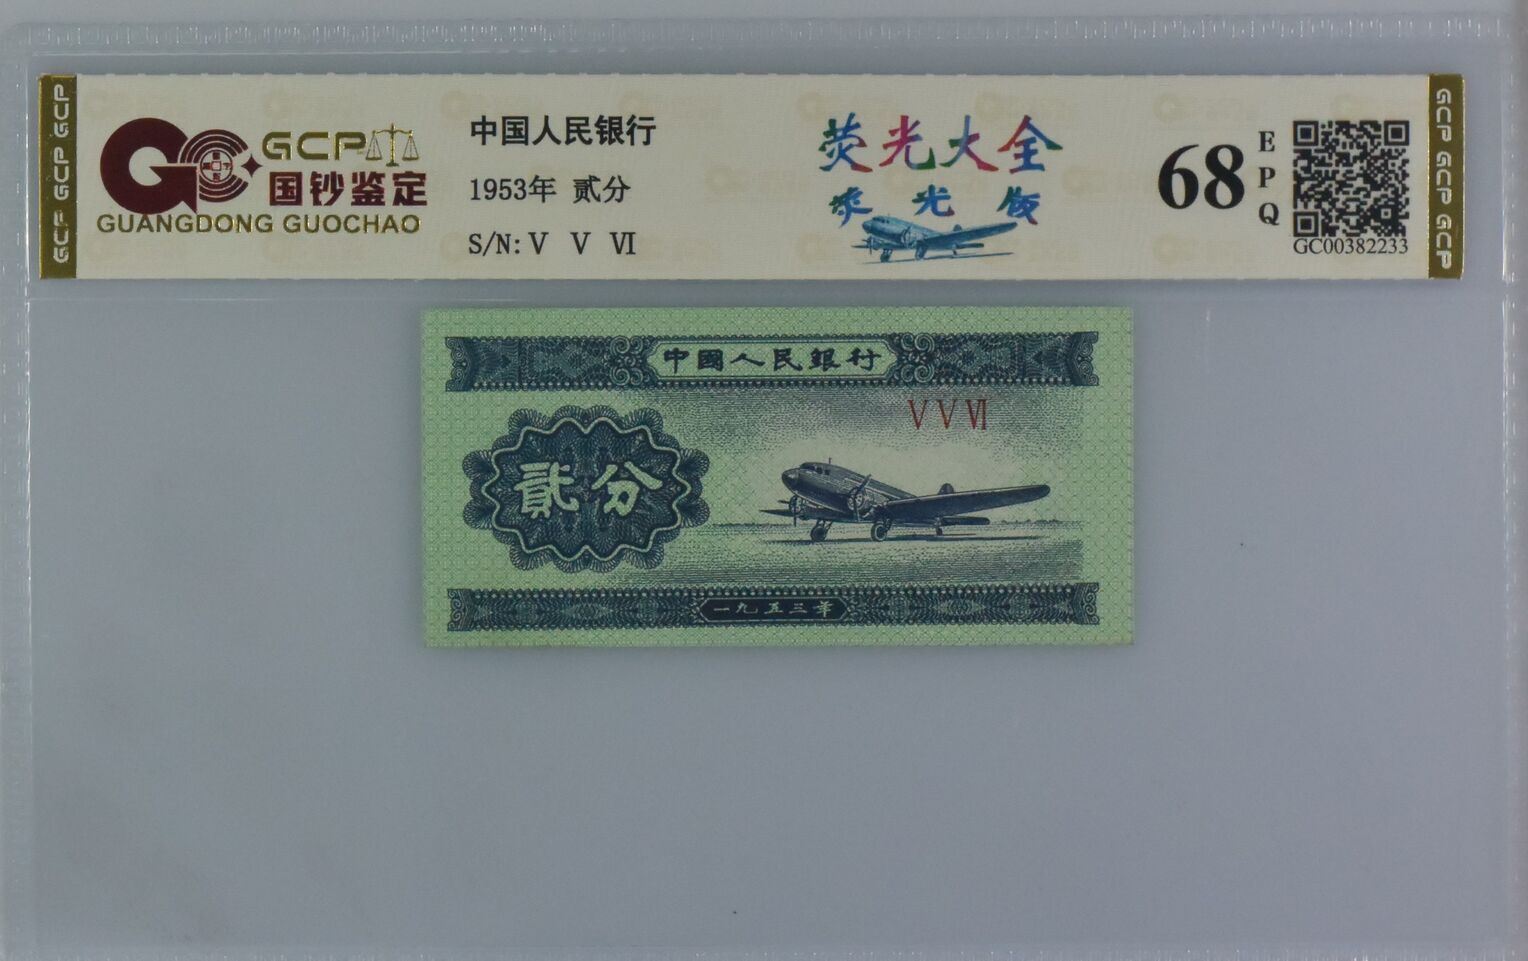 GCP GCP GCP
GCP
国钞鉴定
GUANGDONG GUOCHAO
中国人民银行
1953年 贰分
S/N: V V VI
荧光大全
荧光版
68
EPQ
GC00382233
GCP GCP GCP
中國人民銀行
V V VI
貳分
一九五三年